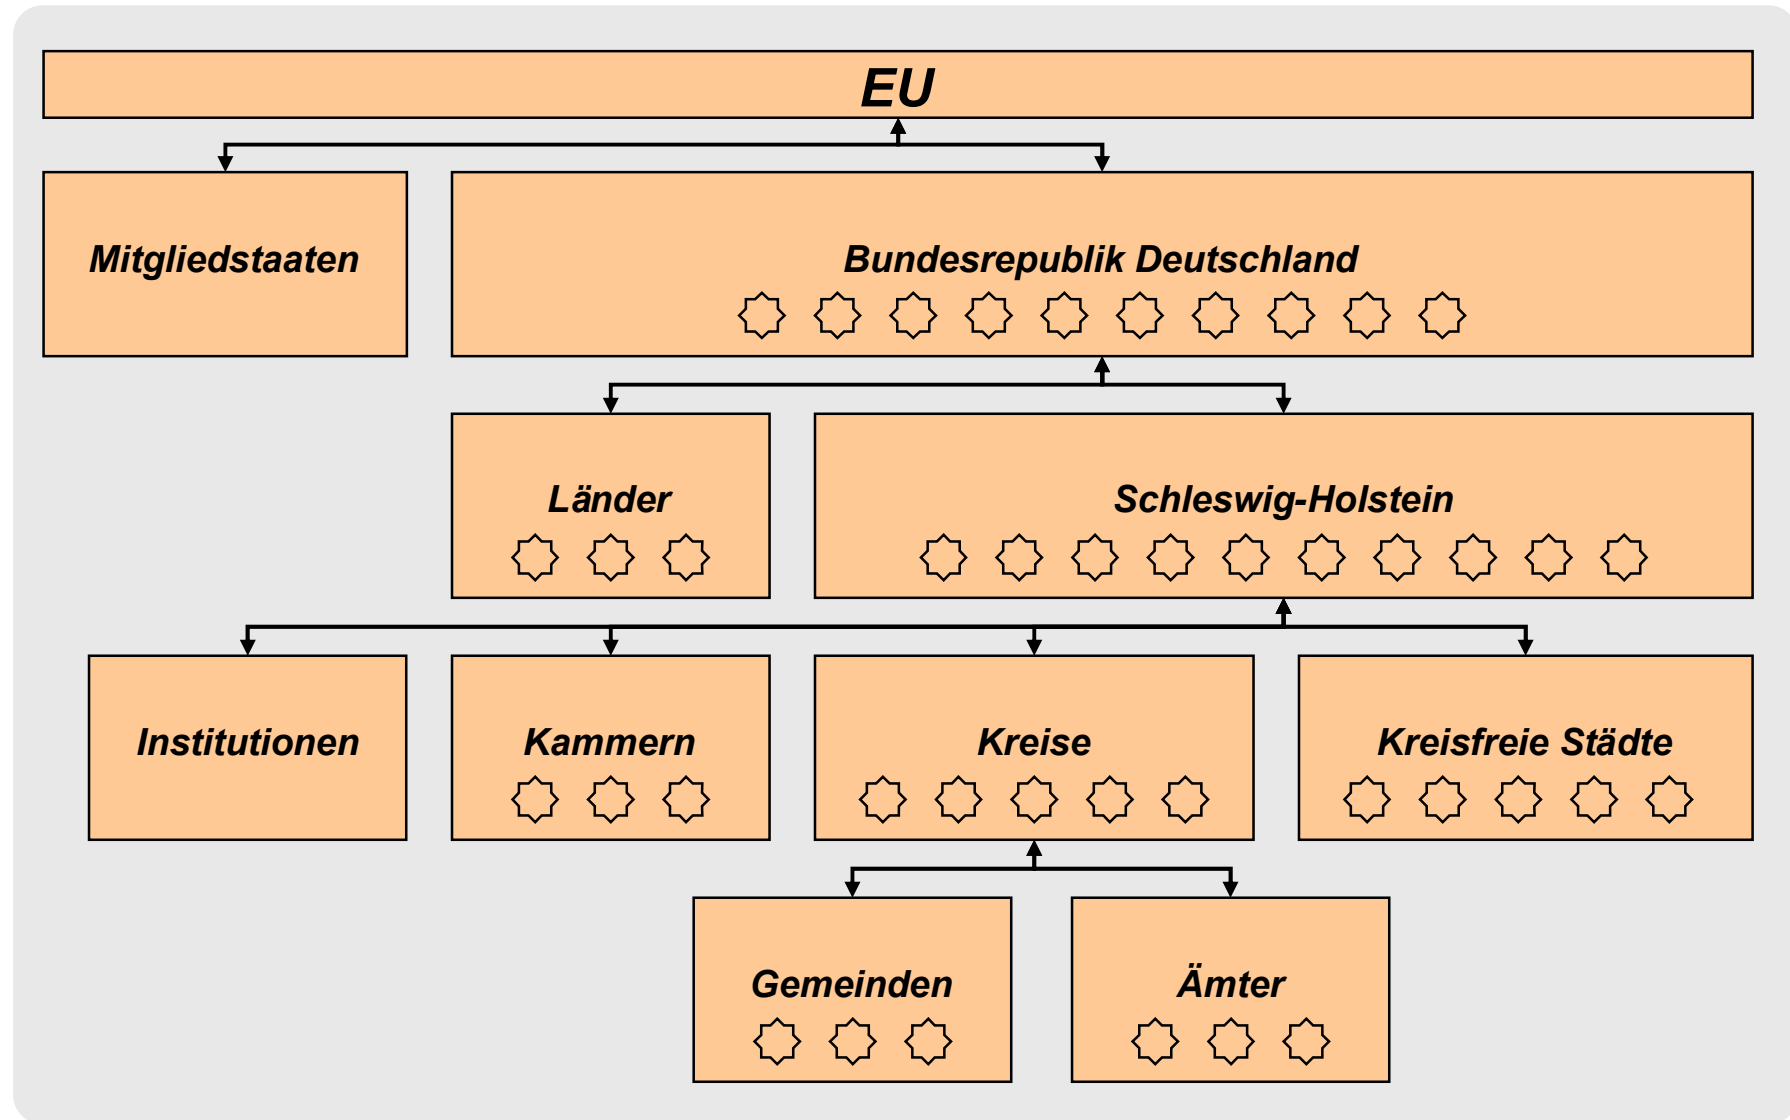 EU
Mitgliedstaaten
Bundesrepublik Deutschland
Länder
Schleswig-Holstein
Institutionen
Kammern
Kreise
Kreisfreie Städte
Gemeinden
Ämter